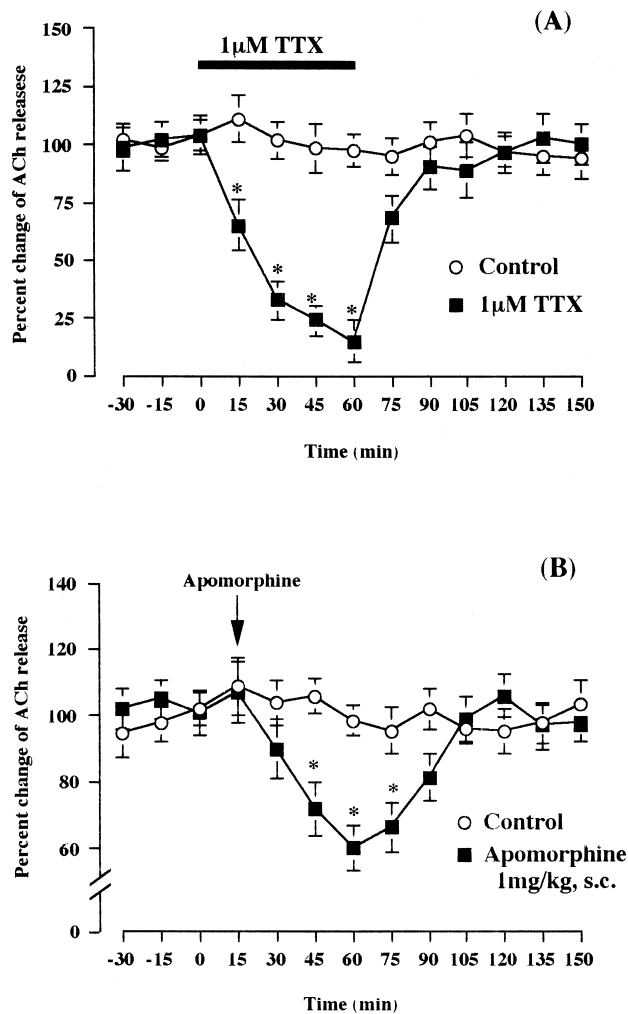 (A)
1μM TTX
150
125
100
75
50
25
0
Percent change of ACh releasese
*
*
*
*
Control
1μM TTX
-30 -15 0 15 30 45 60 75 90 105 120 135 150
Time (min)
(B)
Apomorphine
140
120
100
80
60
0
Percent change of ACh release
*
*
*
Control
Apomorphine
1mg/kg, s.c.
-30 -15 0 15 30 45 60 75 90 105 120 135 150
Time (min)